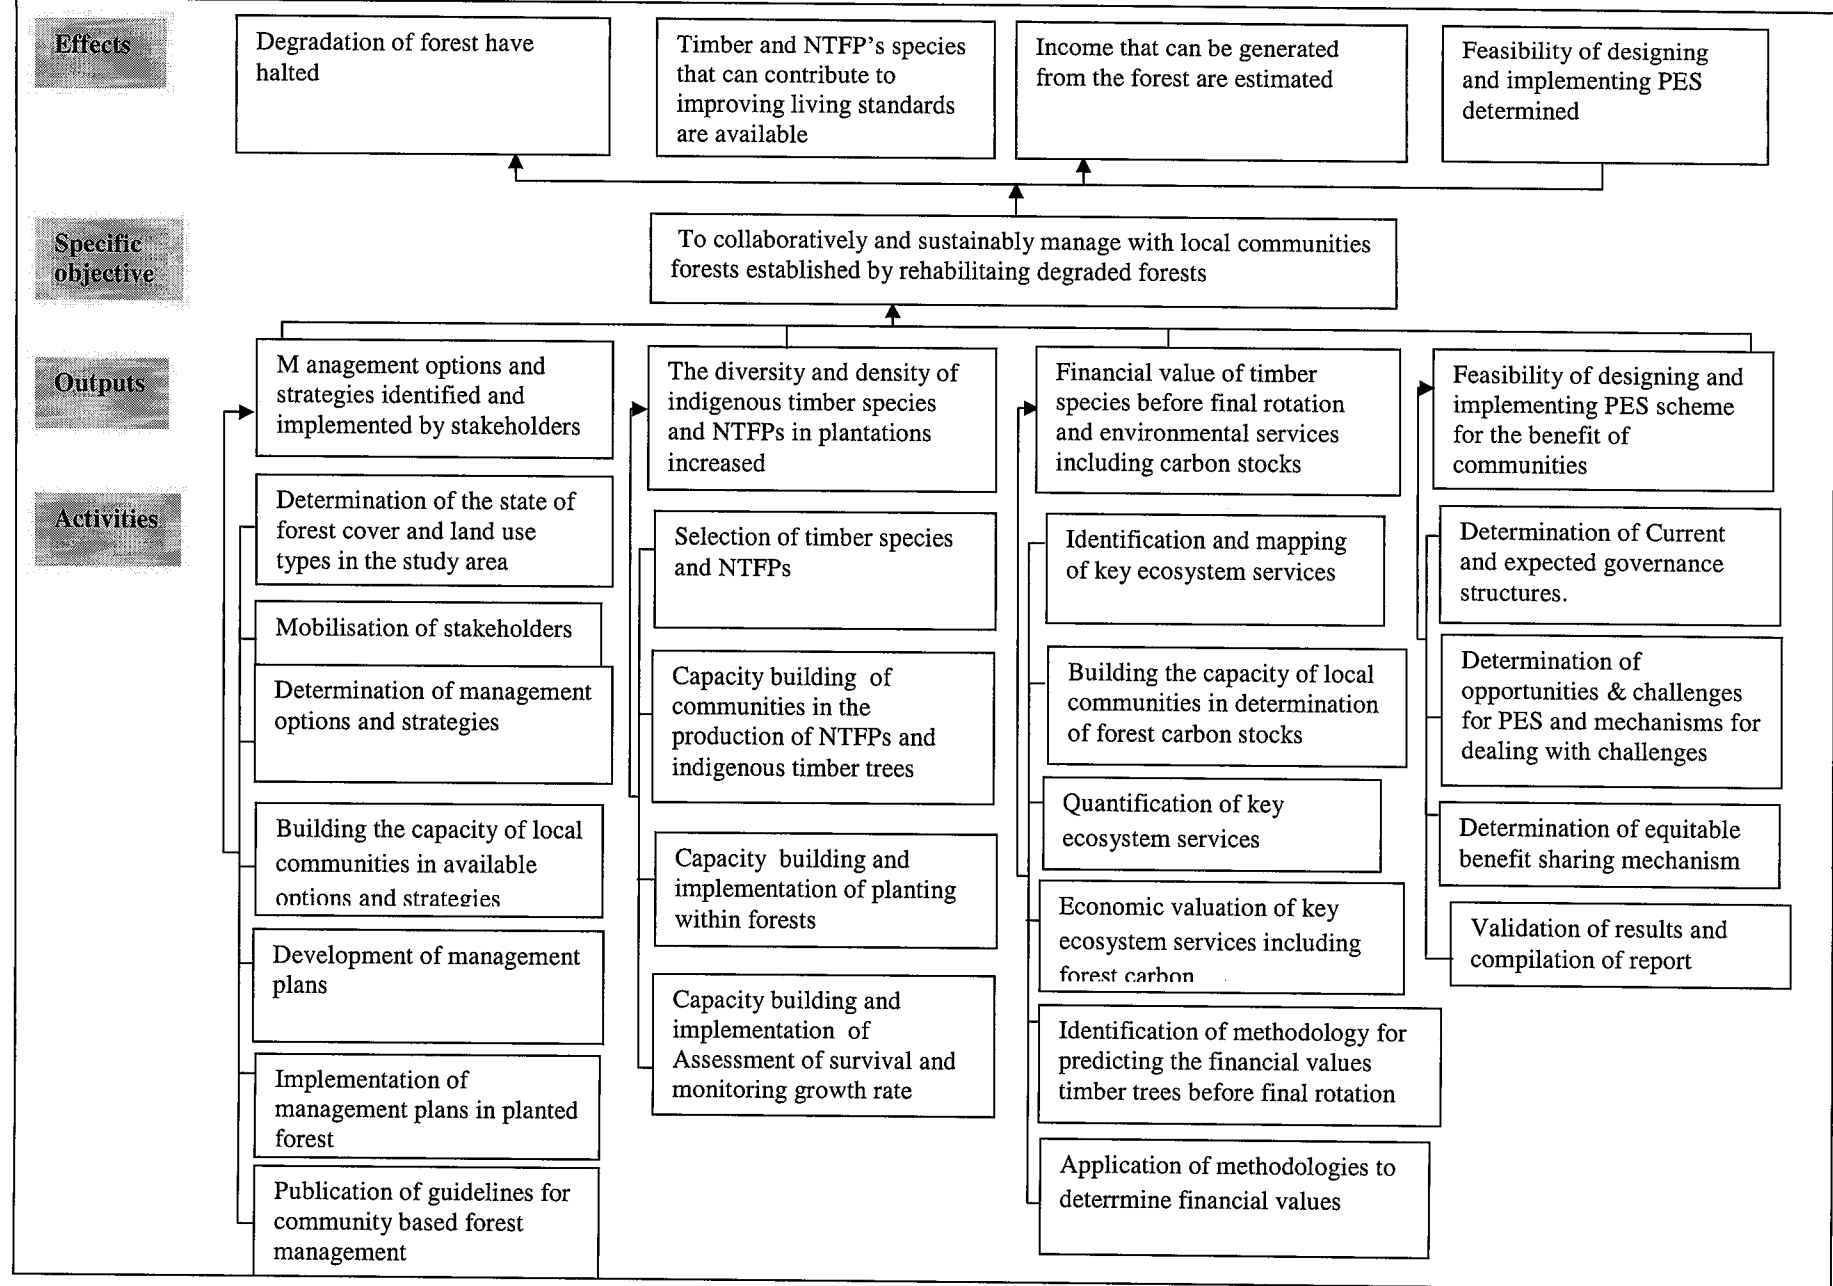 Effects
Degradation of forest have
halted
Timber and NTFP's species
that can contribute to
improving living standards
are available
Income that can be generated
from the forest are estimated
Feasibility of designing
and implementing PES
determined
Specific
objective
To collaboratively and sustainably manage with local communities
forests established by rehabilitaing degraded forests
Outputs
M anagement options and
strategies identified and
implemented by stakeholders
The diversity and density of
indigenous timber species
and NTFPs in plantations
increased
Financial value of timber
species before final rotation
and environmental services
including carbon stocks
Feasibility of designing and
implementing PES scheme
for the benefit of
communities
Activities
Determination of the state of
forest cover and land use
types in the study area
Mobilisation of stakeholders
Determination of management
options and strategies
Building the capacity of local
communities in available
options and strategies
Development of management
plans
Implementation of
management plans in planted
forest
Publication of guidelines for
community based forest
management
Selection of timber species
and NTFPs
Capacity building of
communities in the
production of NTFPs and
indigenous timber trees
Capacity building and
implementation of planting
within forests
Capacity building and
implementation of
Assessment of survival and
monitoring growth rate
Identification and mapping
of key ecosystem services
Building the capacity of local
communities in determination
of forest carbon stocks
Quantification of key
ecosystem services
Economic valuation of key
ecosystem services including
forest carbon
Identification of methodology for
predicting the financial values
timber trees before final rotation
Application of methodologies to
deterrmine financial values
Determination of Current
and expected governance
structures.
Determination of
opportunities & challenges
for PES and mechanisms for
dealing with challenges
Determination of equitable
benefit sharing mechanism
Validation of results and
compilation of report